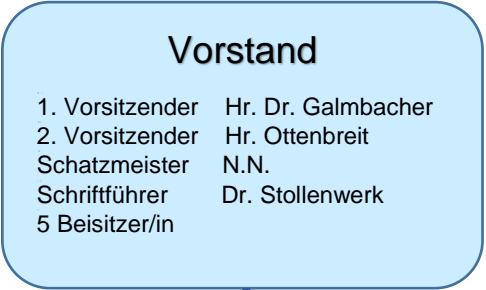 Vorstand
1. Vorsitzender Hr. Dr. Galmbacher
2. Vorsitzender Hr. Ottenbreit
Schatzmeister N.N.
Schriftführer Dr. Stollenwerk
5 Beisitzer/in